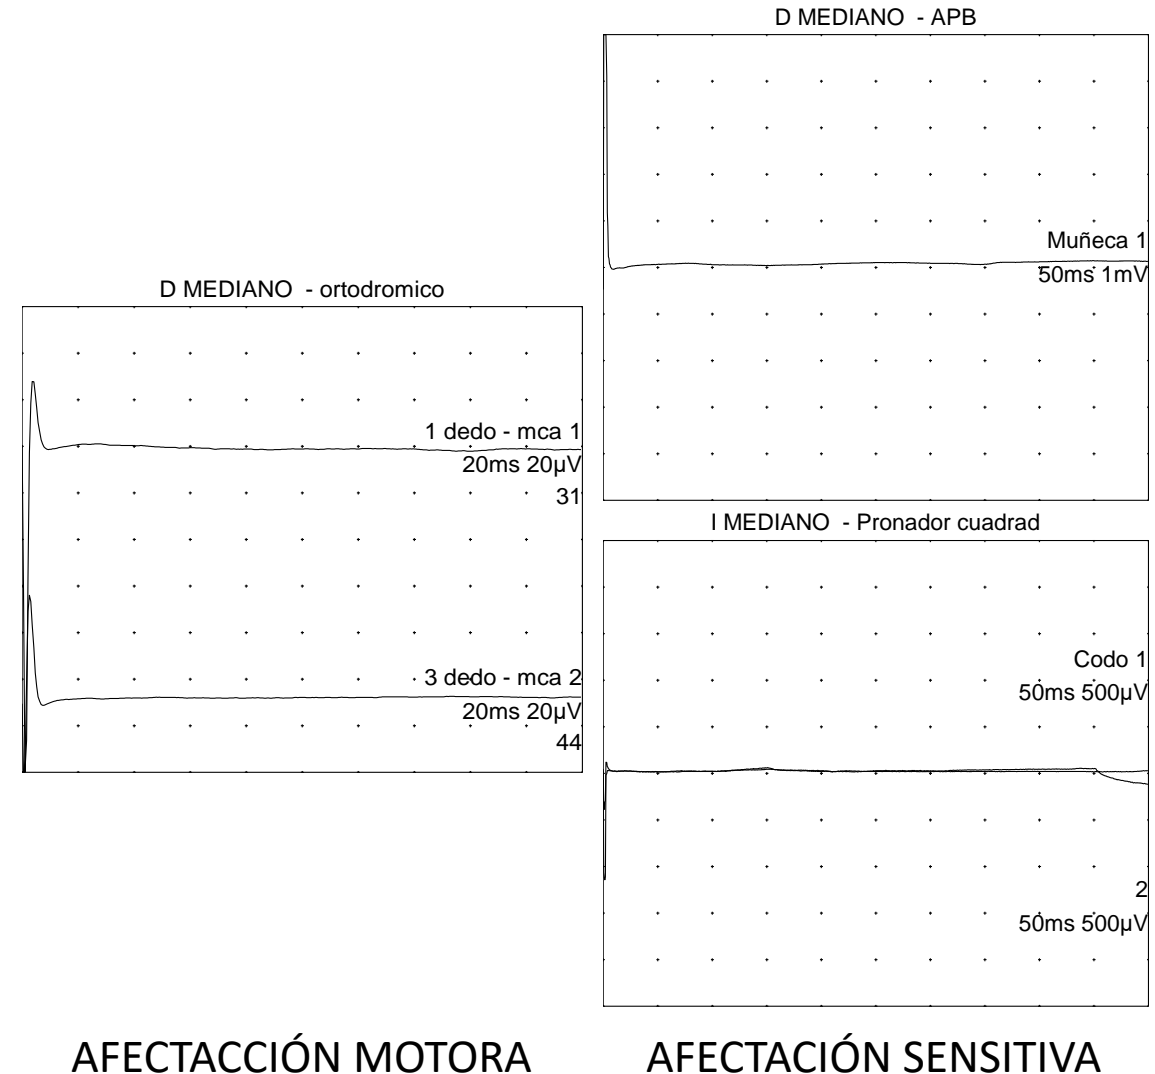 D MEDIANO - APB
Muñeca 1
50ms 1mV
D MEDIANO - ortodromico
1 dedo - mca 1
20ms 20µV
31
3 dedo - mca 2
20ms 20µV
44
I MEDIANO - Pronador cuadrad
Codo 1
50ms 500µV
2
50ms 500µV
AFECTACCIÓN MOTORA
AFECTACIÓN SENSITIVA